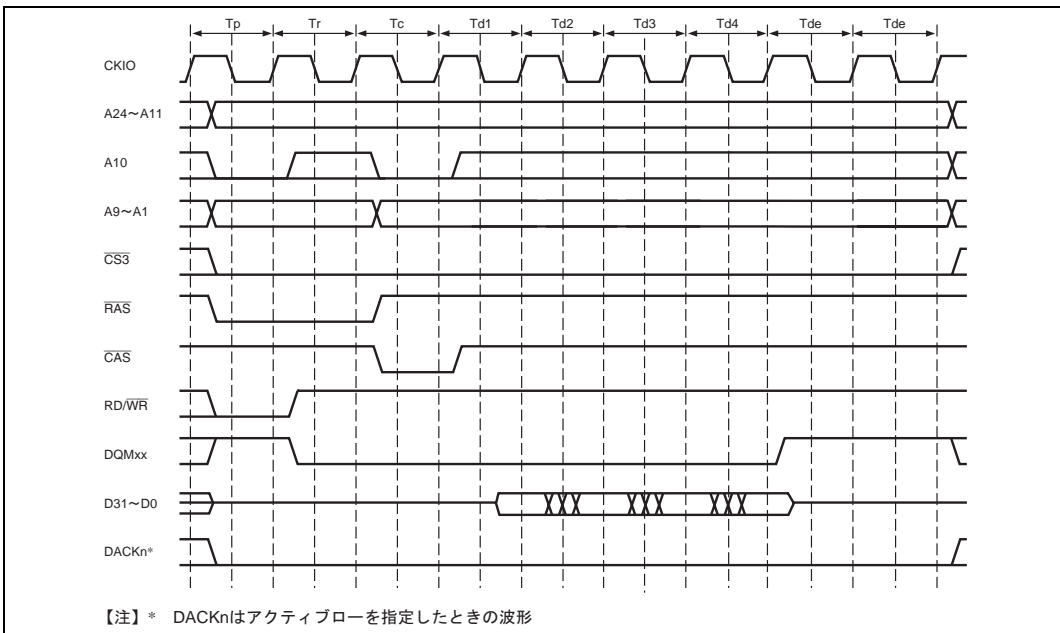 Tp Tr Tc Td1 Td2 Td3 Td4 Tde Tde
CKIO
A24〜A11
A10
A9〜A1
CS3
RAS
CAS
RD/WR
DQMxx
D31〜D0
DACKn*
【注】* DACKnはアクティブローを指定したときの波形